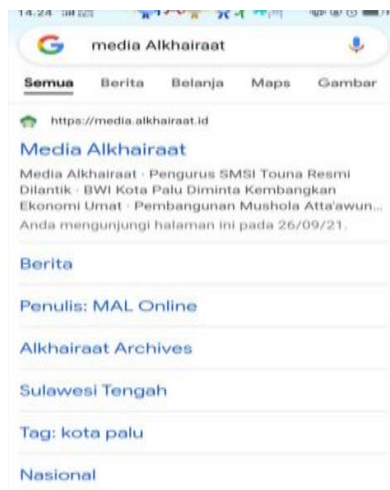 14.24
media Alkhairaat
Semua Berita Belanja Maps Gambar
https://media.alkhairaat.id
Media Alkhairaat
Media Alkhairaat · Pengurus SMSI Touna Resmi
Dilantik · BWI Kota Palu Diminta Kembangkan
Ekonomi Umat · Pembangunan Mushola Atta'awun...
Anda mengunjungi halaman ini pada 26/09/21.
Berita
Penulis: MAL Online
Alkhairaat Archives
Sulawesi Tengah
Tag: kota palu
Nasional